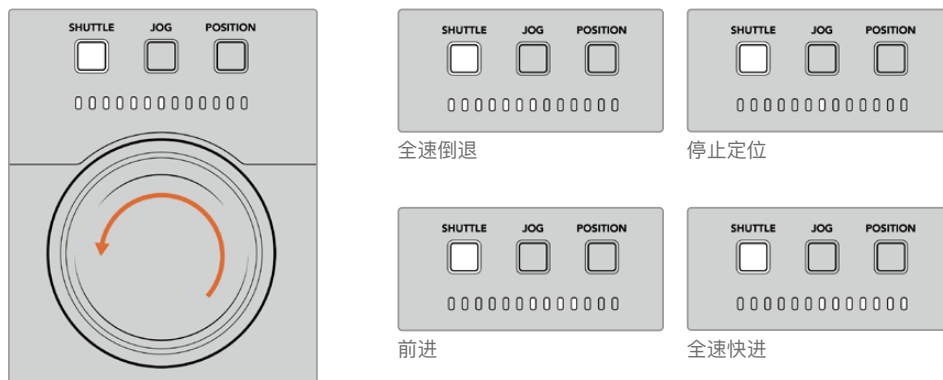 SHUTTLE JOG POSITION
SHUTTLE JOG POSITION
全速倒退
SHUTTLE JOG POSITION
停止定位
SHUTTLE JOG POSITION
前进
SHUTTLE JOG POSITION
全速快进